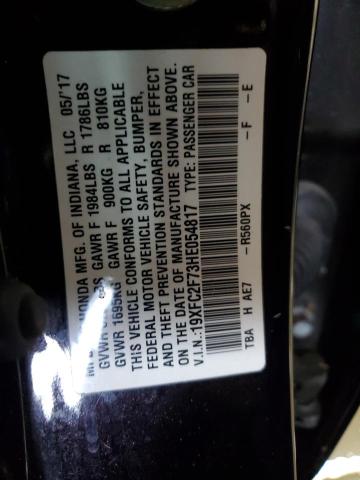 HONDA MFG. OF INDIANA, LLC 05/'17
GVWR GAWR F 1984LBS R 1786LBS
GVWR 1695KG GAWR F 900KG R 810KG
THIS VEHICLE CONFORMS TO ALL APPLICABLE
FEDERAL MOTOR VEHICLE SAFETY, BUMPER,
AND THEFT PREVENTION STANDARDS IN EFFECT
ON THE DATE OF MANUFACTURE SHOWN ABOVE.
V.I.N.:19XFC2F73HE054817 TYPE: PASSENGER CAR
TBA H AE7 -R560PX -F -E